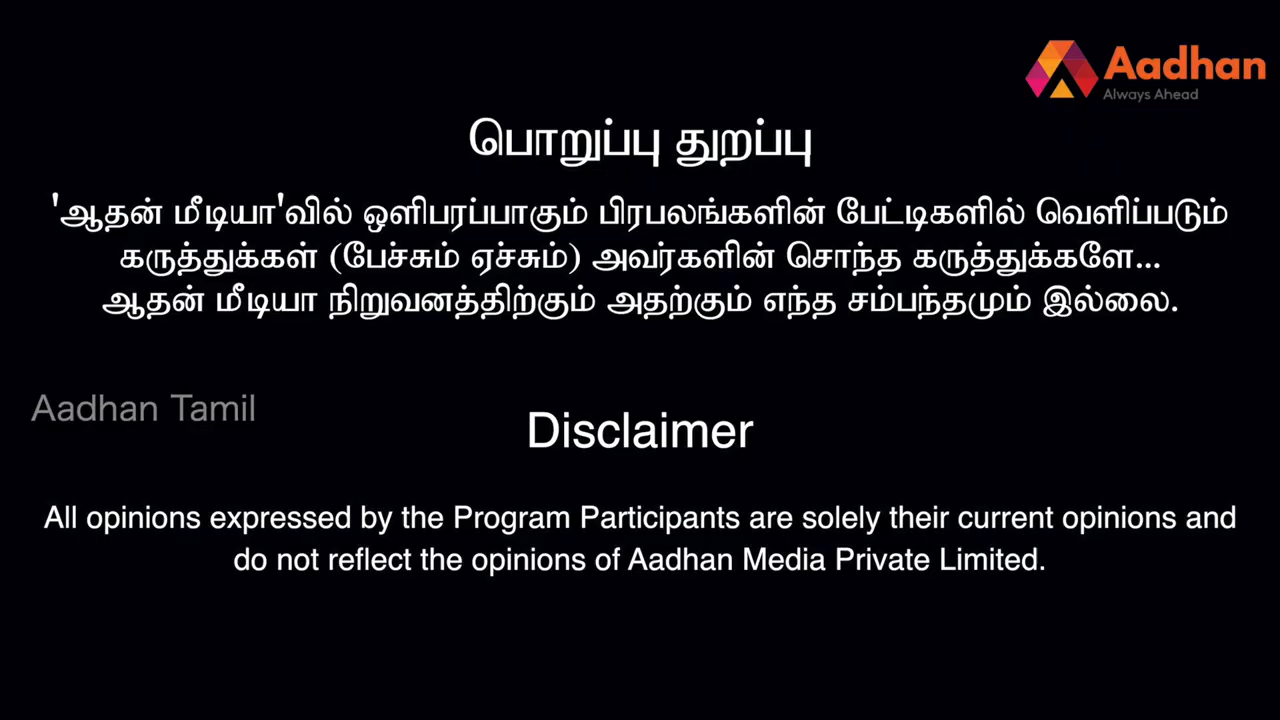 Aadhan
Always Ahead
பொறுப்பு துறப்பு
'ஆதன் மீடியா'வில் ஒளிபரப்பாகும் பிரபலங்களின் பேட்டிகளில் வெளிப்படும்
கருத்துக்கள் (பேச்சும் ஏச்சும்) அவர்களின் சொந்த கருத்துக்களே...
ஆதன் மீடியா நிறுவனத்திற்கும் அதற்கும் எந்த சம்பந்தமும் இல்லை.
Aadhan Tamil
Disclaimer
All opinions expressed by the Program Participants are solely their current opinions and
do not reflect the opinions of Aadhan Media Private Limited.